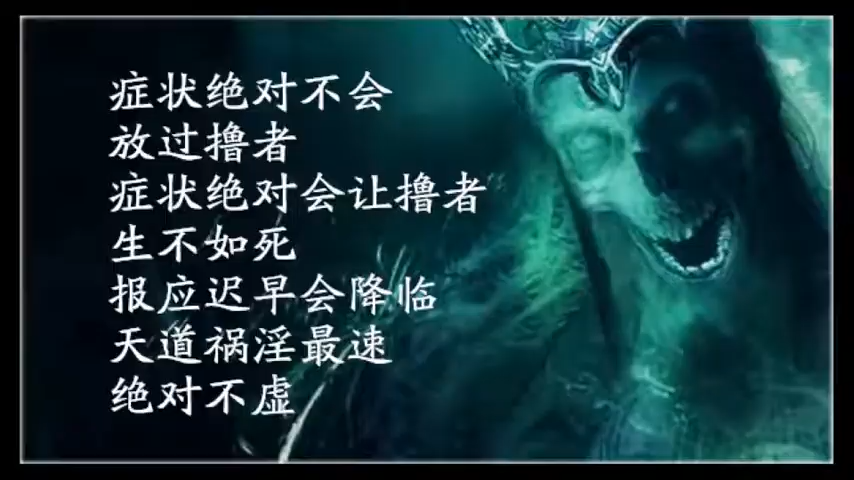 症状绝对不会
放过撸者
症状绝对会让撸者
生不如死
报应迟早会降临
天道祸淫最速
绝对不虚